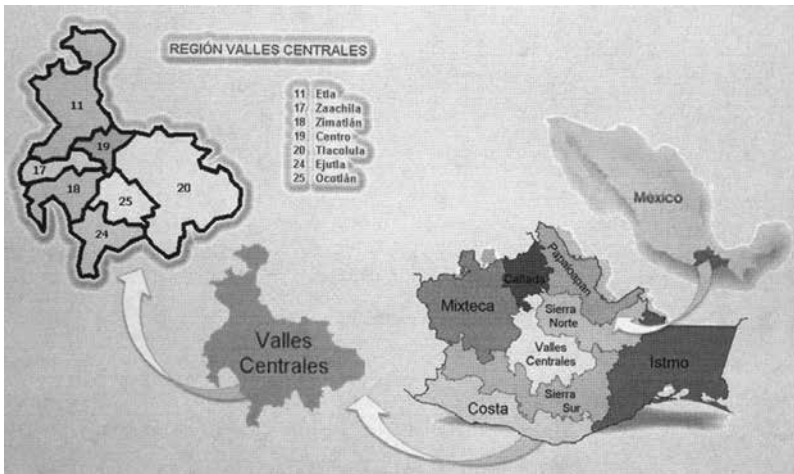 REGIÓN VALLES CENTRALES
11 Etla
17 Zaachila
18 Zimatlán
19 Centro
20 Tlacolula
24 Ejutla
25 Ocotlán
11
19
17
18
25
20
24
México
Cañada
Papaloapan
Mixteca
Sierra
Norte
Valles
Centrales
Istmo
Costa
Sierra
Sur
Valles
Centrales